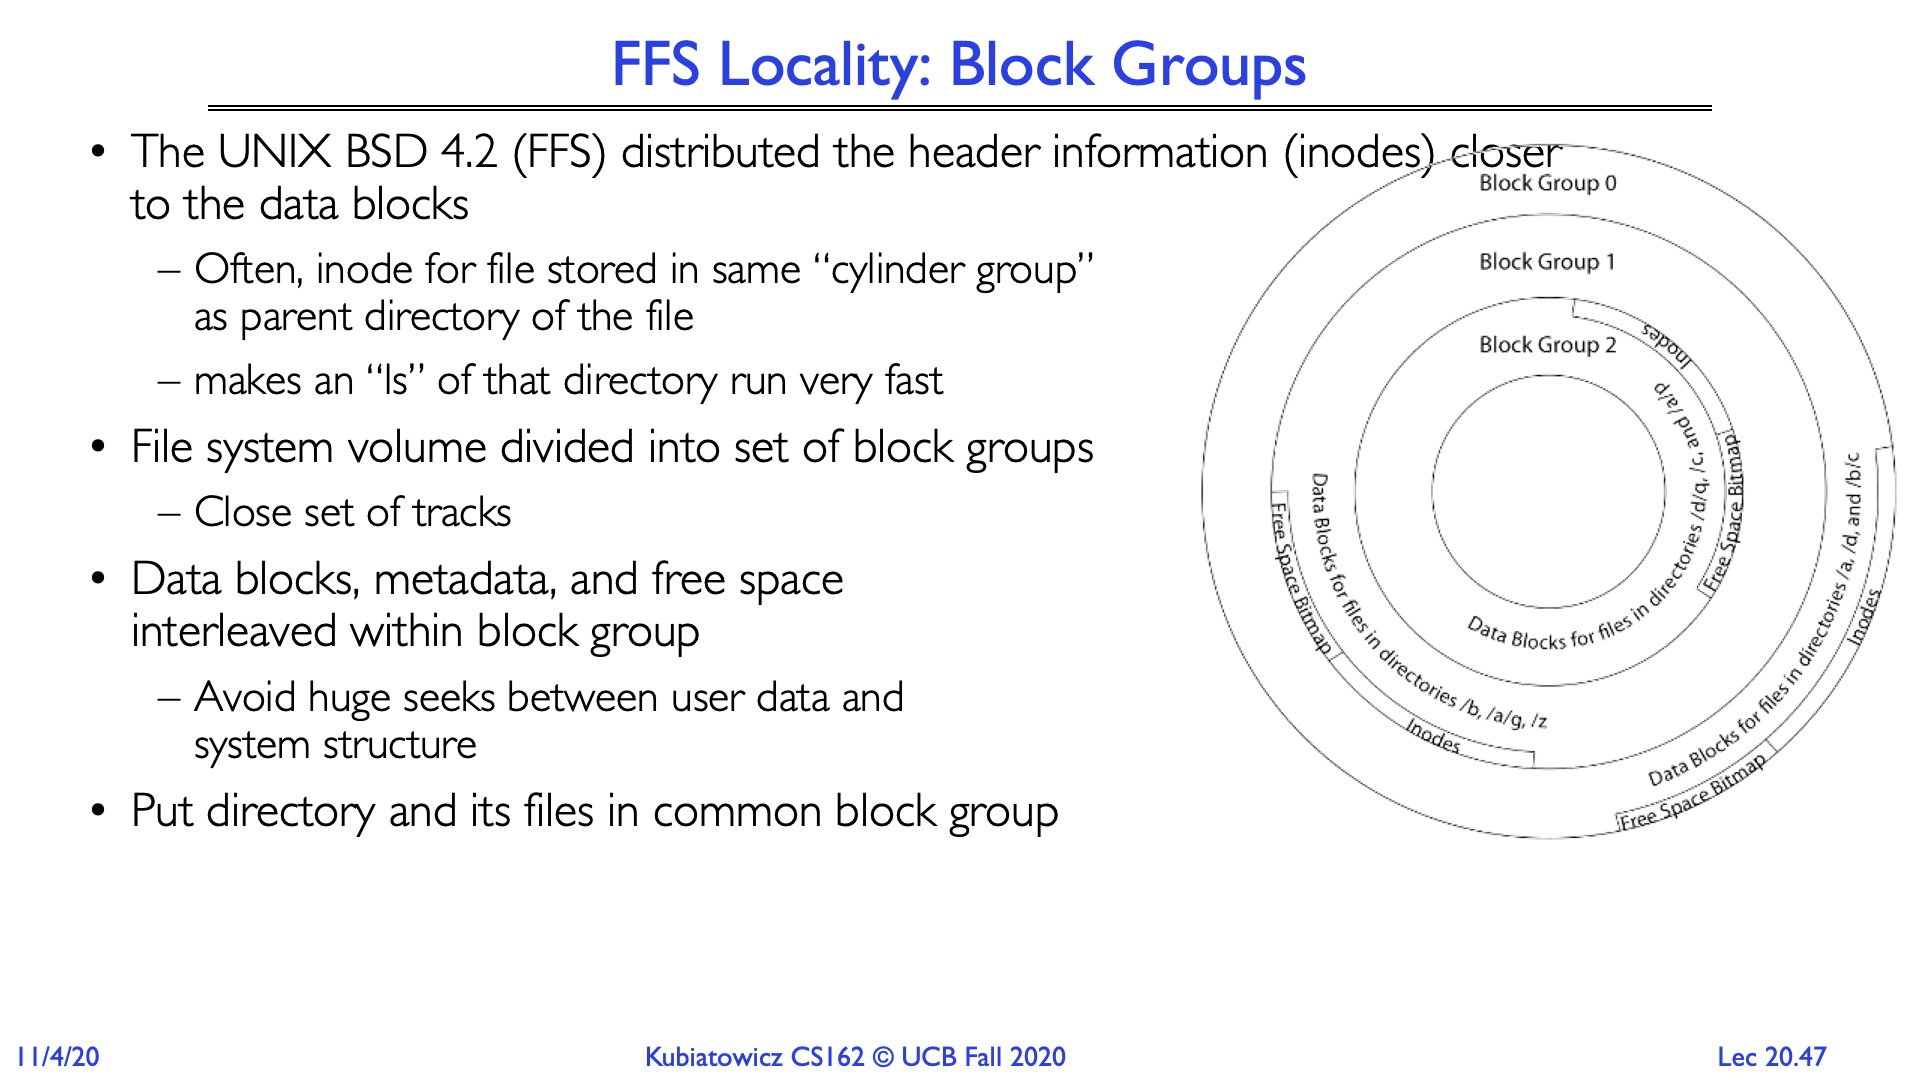 FFS Locality: Block Groups
• The UNIX BSD 4.2 (FFS) distributed the header information (inodes) closer
to the data blocks
– Often, inode for file stored in same “cylinder group”
as parent directory of the file
– makes an “ls” of that directory run very fast
• File system volume divided into set of block groups
– Close set of tracks
• Data blocks, metadata, and free space
interleaved within block group
– Avoid huge seeks between user data and
system structure
• Put directory and its files in common block group
Block Group 0
Block Group 1
Block Group 2
Inodes
Free Space Bitmap
Data Blocks for files in directories /d/q, /c, and /a/p
Free Space Bitmap
Inodes
Data Blocks for files in directories /b, /a/g, /z
Inodes
Free Space Bitmap
Data Blocks for files in directories /a, /d, and /b/c
11/4/20
Kubiatowicz CS162 © UCB Fall 2020
Lec 20.47